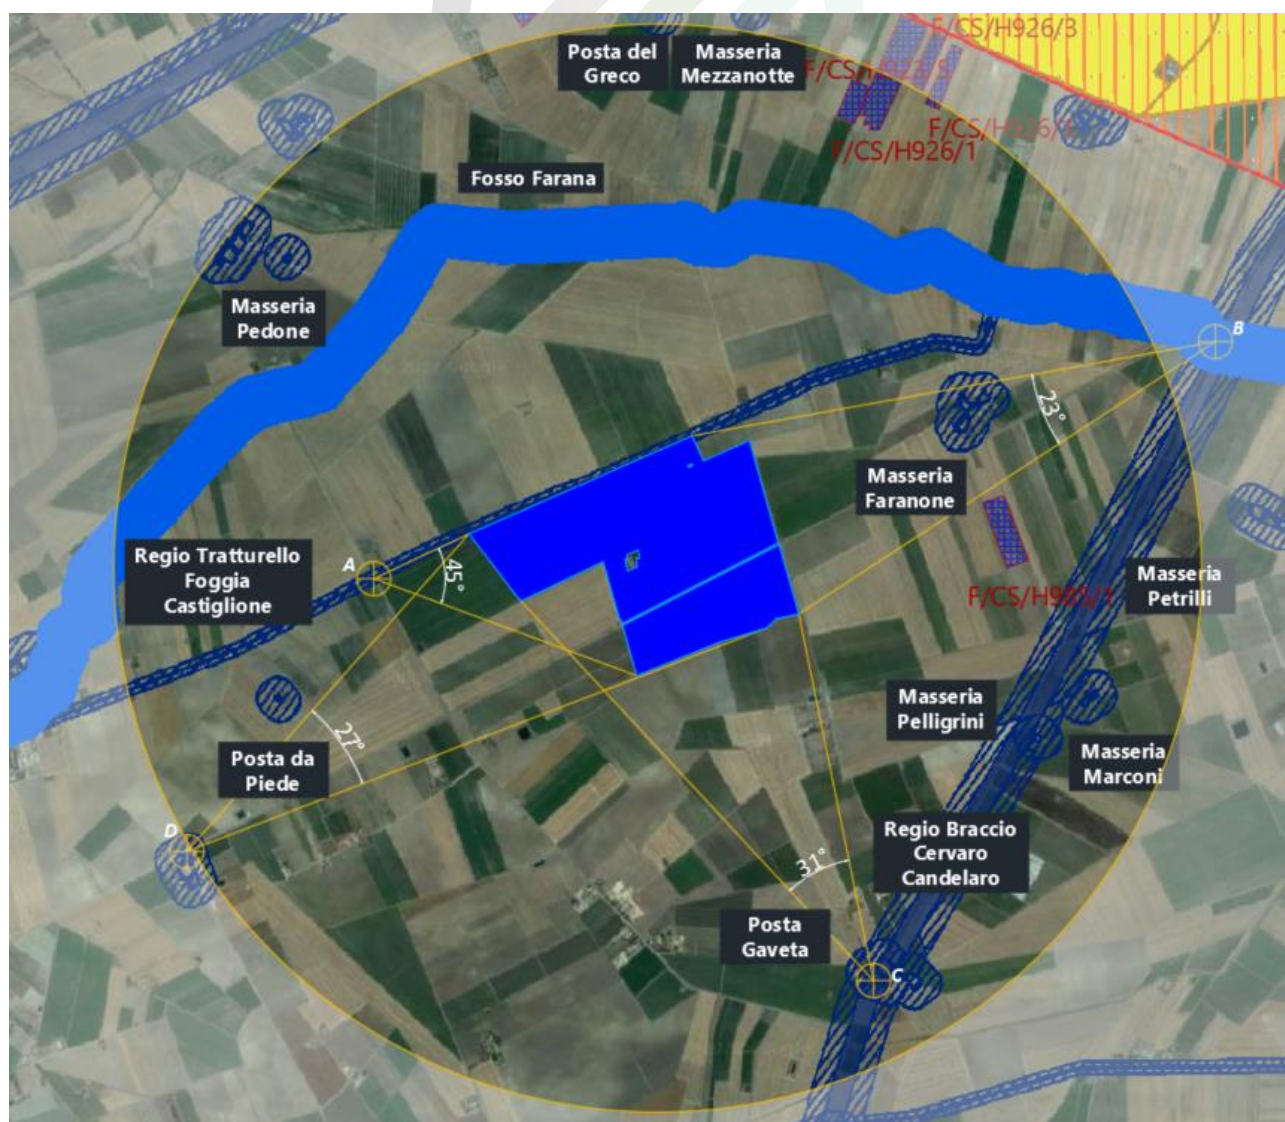 F/CS/H926/3
Posta del
Greco
Masseria
Mezzanotte
F/CS/H926/1
Fosso Farana
Masseria
Pedone
B
23°
Masseria
Faranone
Regio Tratturello
Foggia
Castiglione
A
45°
Masseria
Petrilli
Masseria
Pelligrini
27°
Posta da
Piede
Masseria
Marconi
D
Regio Braccio
Cervaro
Candelaro
31°
Posta
Gaveta
C